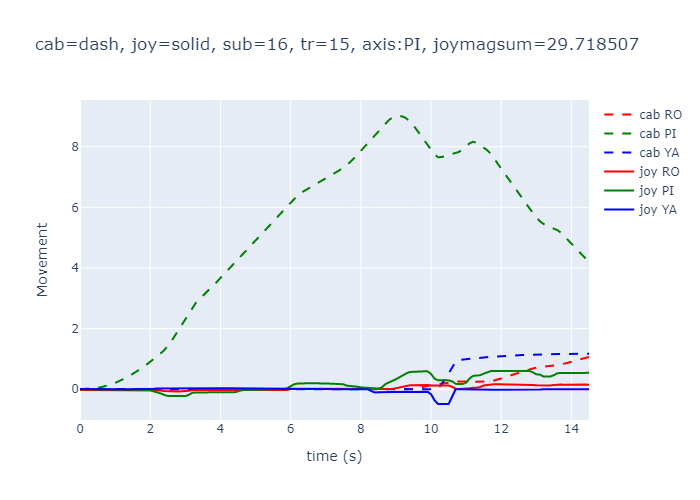 cab=dash, joy=solid, sub=16, tr=15, axis:PI, joymagsum=29.718507
cab RO
cab PI
cab YA
joy RO
joy PI
joy YA
Movement
8
6
4
2
0
0 2 4 6 8 10 12 14
time (s)